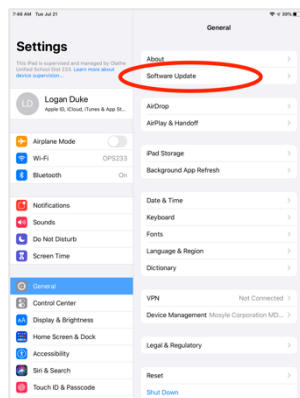 7:46 AM Tue Jul 21
39%
Settings
This iPad is supervised and managed by Olathe
Unified School Dist 233. Learn more about
device supervision...
LD
Logan Duke
Apple ID, iCloud, iTunes & App St...
Airplane Mode
Wi-Fi
OPS233
Bluetooth
On
Notifications
Sounds
Do Not Disturb
Screen Time
General
Control Center
AA
Display & Brightness
Home Screen & Dock
Accessibility
Siri & Search
Touch ID & Passcode
General
About
Software Update
AirDrop
AirPlay & Handoff
iPad Storage
Background App Refresh
Date & Time
Keyboard
Fonts
Language & Region
Dictionary
VPN
Not Connected
Device Management Mosyle Corporation MD...
Legal & Regulatory
Reset
Shut Down